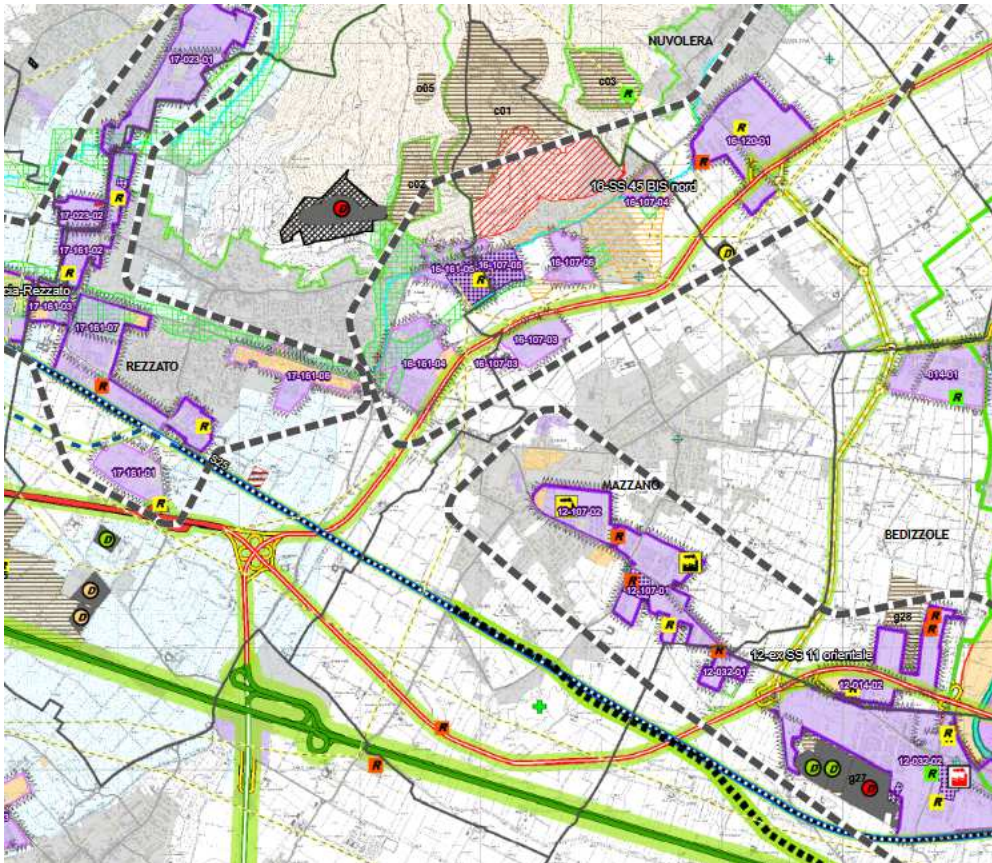 NUVOLERA
17-023-01
c05
c03
R
c01
R
16-120-01
R
c02
16-SS 45 BIS nord
16-107-04
R
17-023-02
D
17-161-02
D
R
16-161-05
16-107-05
16-107-06
R
cia-Rezzato
17-161-03
17-161-07
16-107-03
16-161-04
16-107-03
REZZATO
17-161-06
-014-01
R
R
R
17-161-01
MAZZANO
R
12-107-02
BEDIZZOLE
D
R
R
12-107-01
D
D
R
g28
R
R
R
12-ex SS 11 orientale
12-032-01
12-014-02
R
R
R
12-032-02
D
D
g27
D
R
R
R